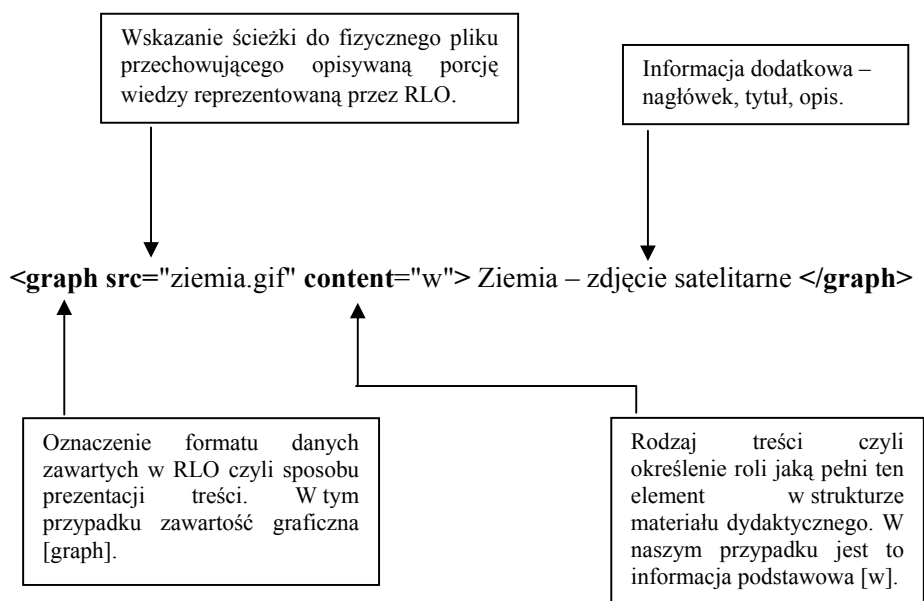 Wskazanie ścieżki do fizycznego pliku
przechowującego opisywaną porcję
wiedzy reprezentowaną przez RLO.
Informacja dodatkowa –
nagłówek, tytuł, opis.
<graph src="ziemia.gif" content="w"> Ziemia – zdjęcie satelitarne </graph>
Oznaczenie formatu danych
zawartych w RLO czyli sposobu
prezentacji treści. W tym
przypadku zawartość graficzna
[graph].
Rodzaj treści czyli
określenie roli jaką pełni ten
element w strukturze
materiału dydaktycznego. W
naszym przypadku jest to
informacja podstawowa [w].